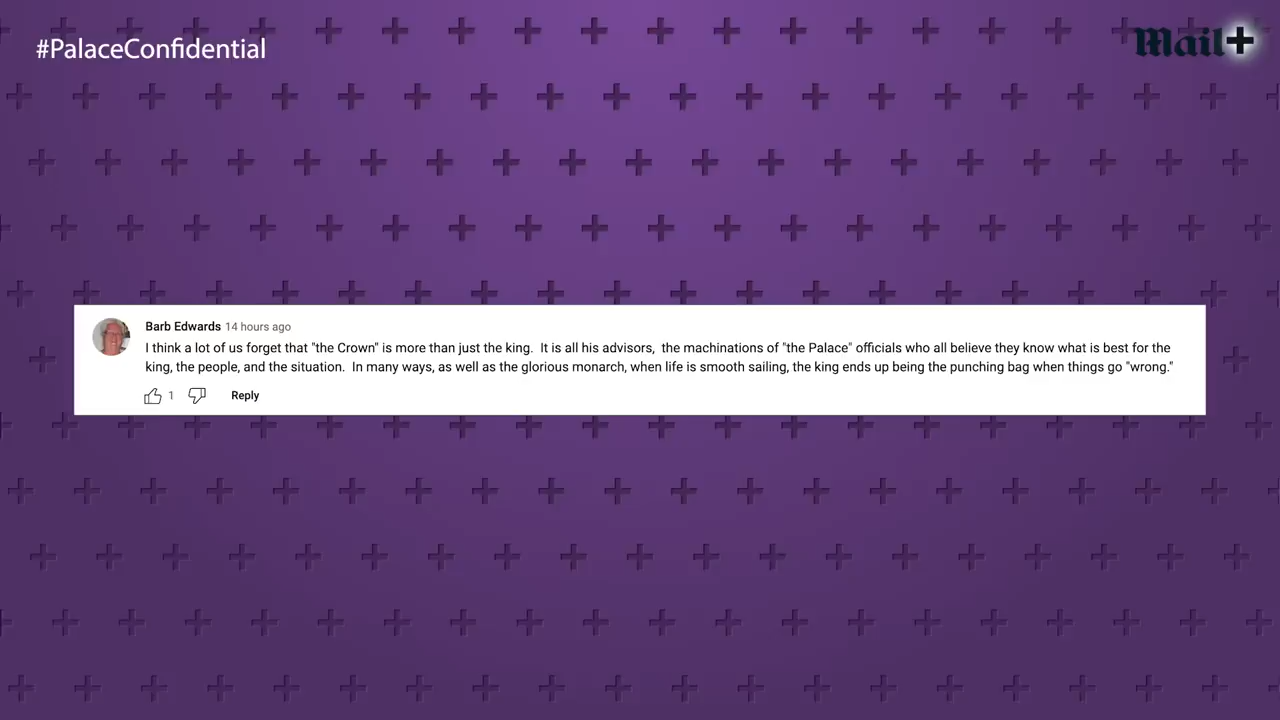 #PalaceConfidential
Mail+
Barb Edwards 14 hours ago
I think a lot of us forget that "the Crown" is more than just the king.  It is all his advisors,  the machinations of "the Palace" officials who all believe they know what is best for the
king, the people, and the situation.  In many ways, as well as the glorious monarch, when life is smooth sailing, the king ends up being the punching bag when things go "wrong."
1 Reply